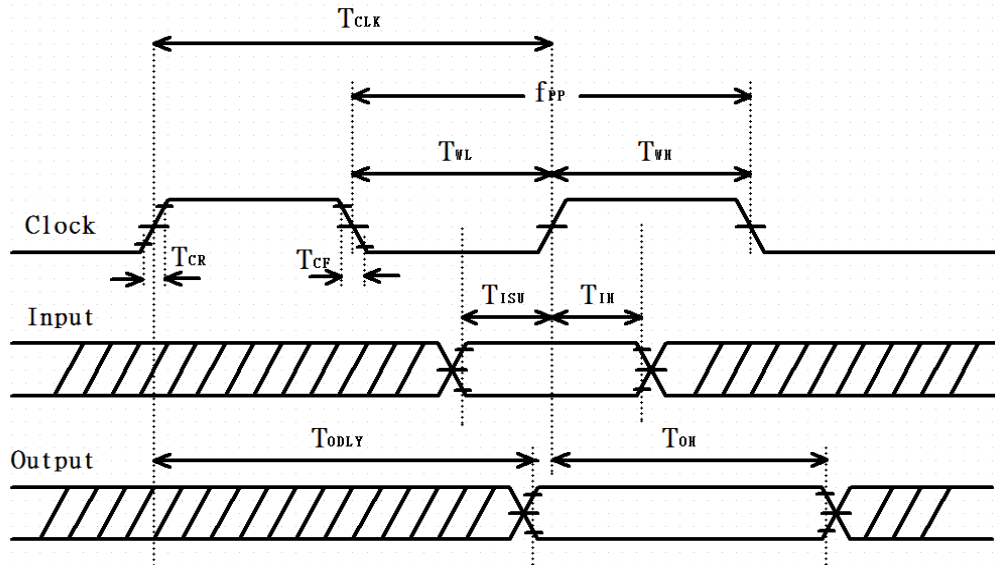 TCLK
fPP
TWL TWH
Clock
TCR TCF
TISU TIH
Input
TODLY TOH
Output